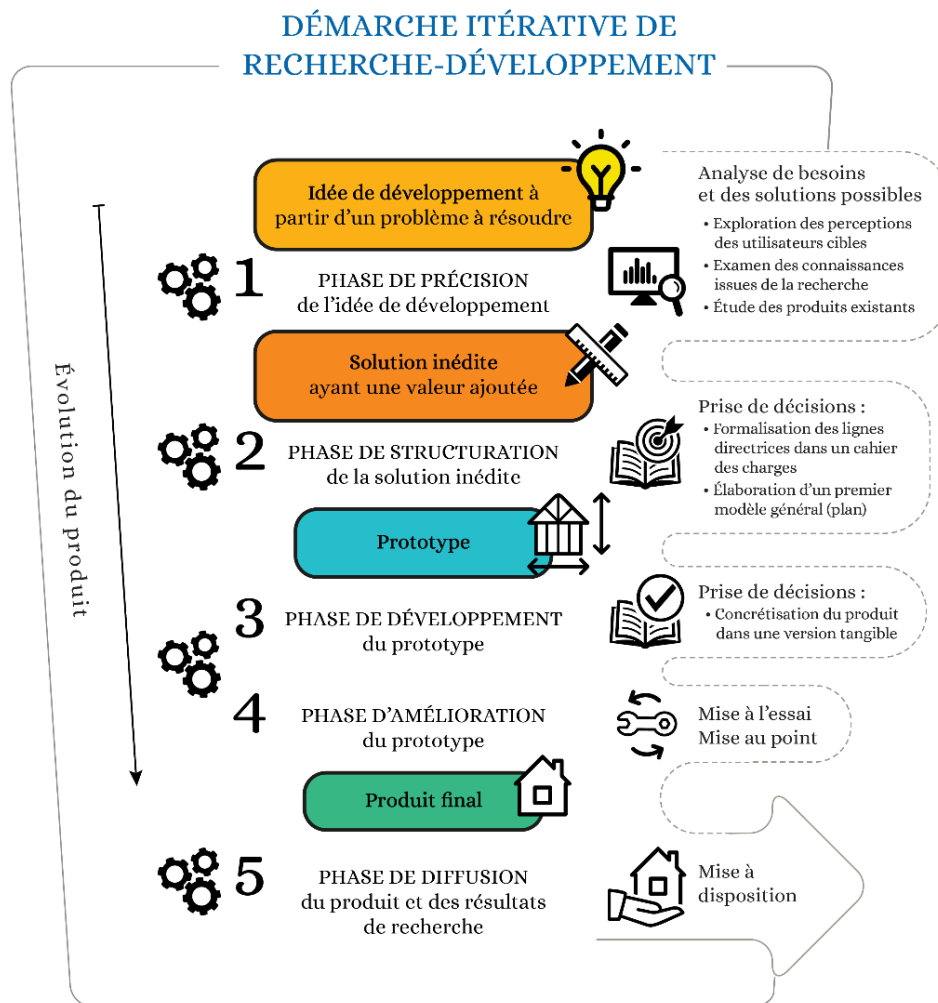 DÉMARCHE ITÉRATIVE DE
RECHERCHE-DÉVELOPPEMENT
Évolution du produit
Idée de développement à
partir d'un problème à résoudre
Analyse de besoins
et des solutions possibles
• Exploration des perceptions
des utilisateurs cibles
• Examen des connaissances
issues de la recherche
• Étude des produits existants
1
PHASE DE PRÉCISION
de l'idée de développement
Solution inédite
ayant une valeur ajoutée
2
PHASE DE STRUCTURATION
de la solution inédite
Prise de décisions :
• Formalisation des lignes
directrices dans un cahier
des charges
• Élaboration d'un premier
modèle général (plan)
Prototype
3
PHASE DE DÉVELOPPEMENT
du prototype
Prise de décisions :
• Concrétisation du produit
dans une version tangible
4
PHASE D'AMÉLIORATION
du prototype
Mise à l'essai
Mise au point
Produit final
5
PHASE DE DIFFUSION
du produit et des résultats
de recherche
Mise à
disposition